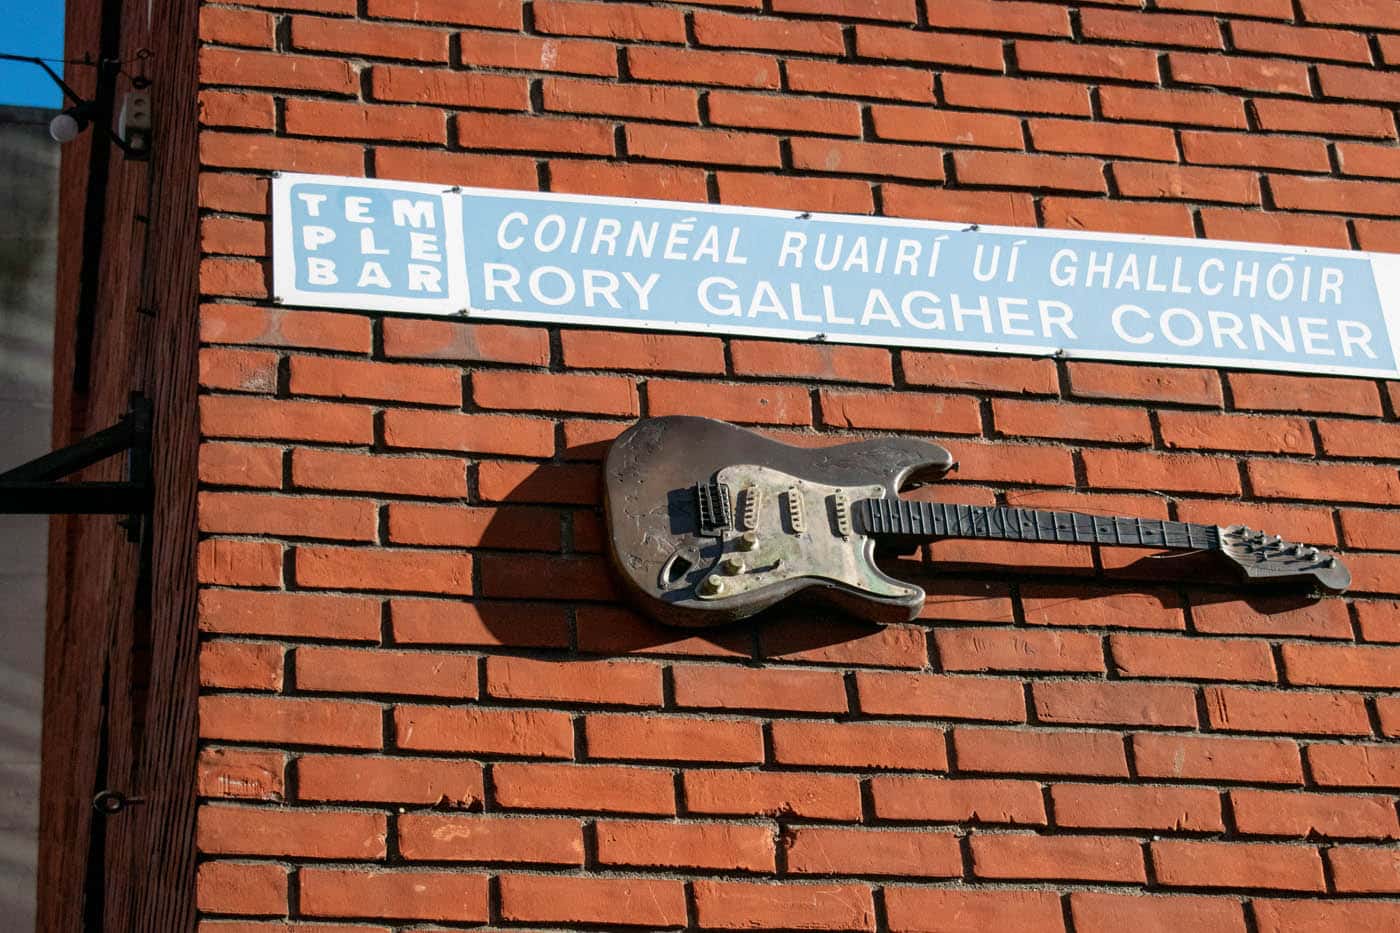 TEM
PLE
BAR
COIRNÉAL RUAIRÍ UÍ GHALLCHÓIR
RORY GALLAGHER CORNER